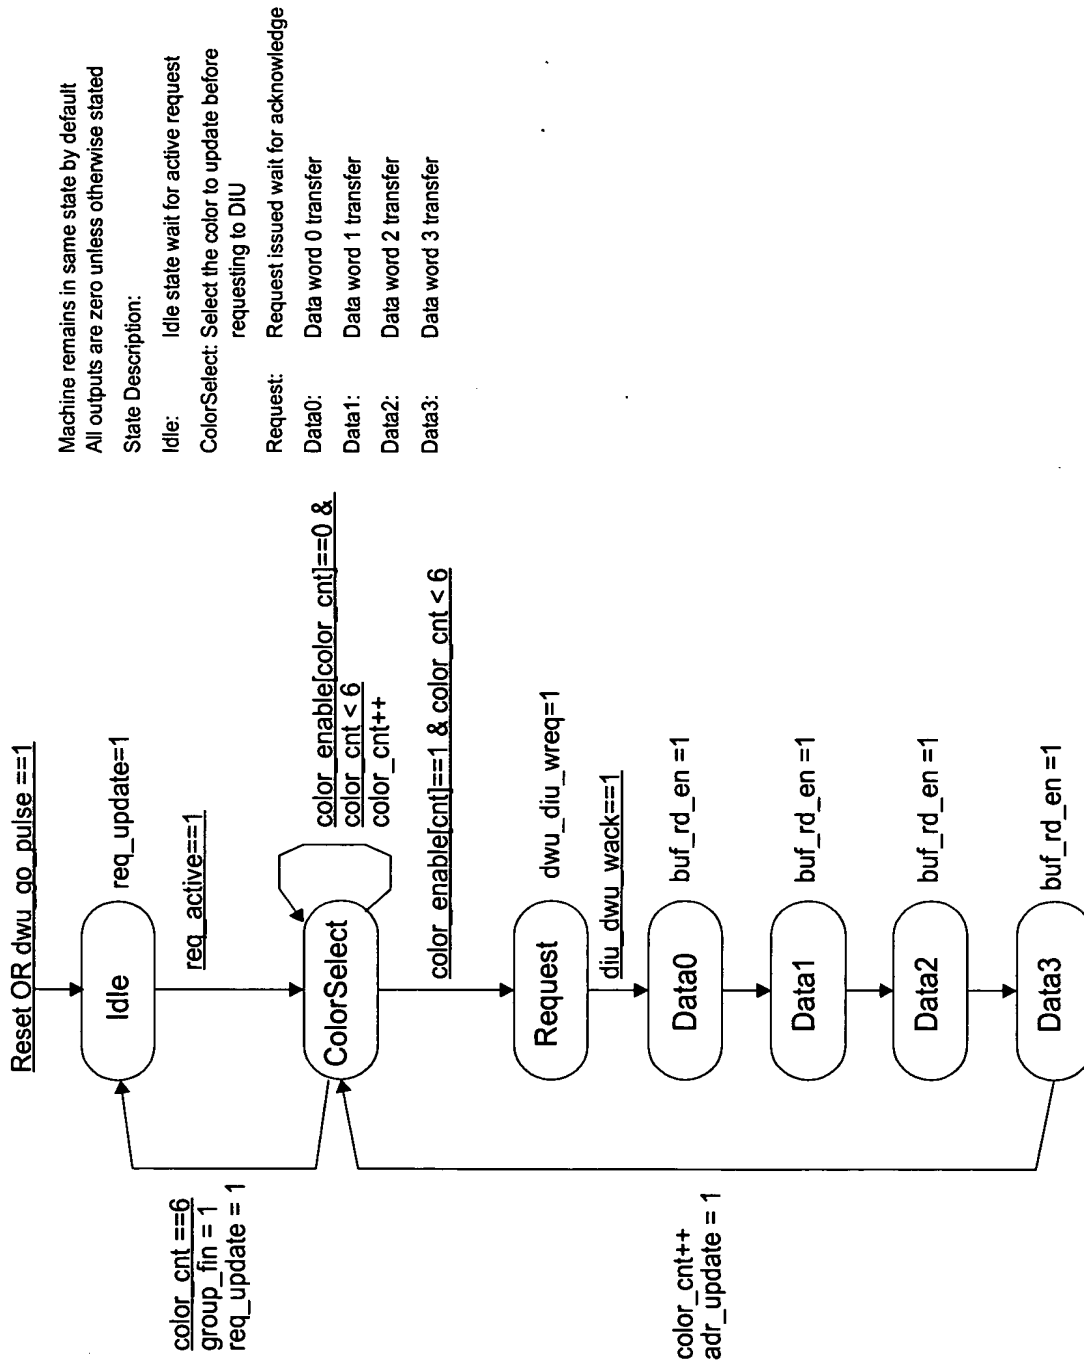 Reset OR dwu_go_pulse ==1
Idle
req_update=1
req_active==1
color_cnt ==6
group_fin = 1
req_update = 1
ColorSelect
color_enable[color_cnt]==0 &
color_cnt < 6
color_cnt++
color_enable[cnt]==1 & color_cnt < 6
Request
dwu_diu_wreq=1
diu_dwu_wack==1
Data0
buf_rd_en =1
Data1
buf_rd_en =1
Data2
buf_rd_en =1
Data3
buf_rd_en =1
color_cnt++
adr_update = 1
Machine remains in same state by default
All outputs are zero unless otherwise stated
State Description:
Idle: Idle state wait for active request
ColorSelect: Select the color to update before
requesting to DIU
Request: Request issued wait for acknowledge
Data0: Data word 0 transfer
Data1: Data word 1 transfer
Data2: Data word 2 transfer
Data3: Data word 3 transfer